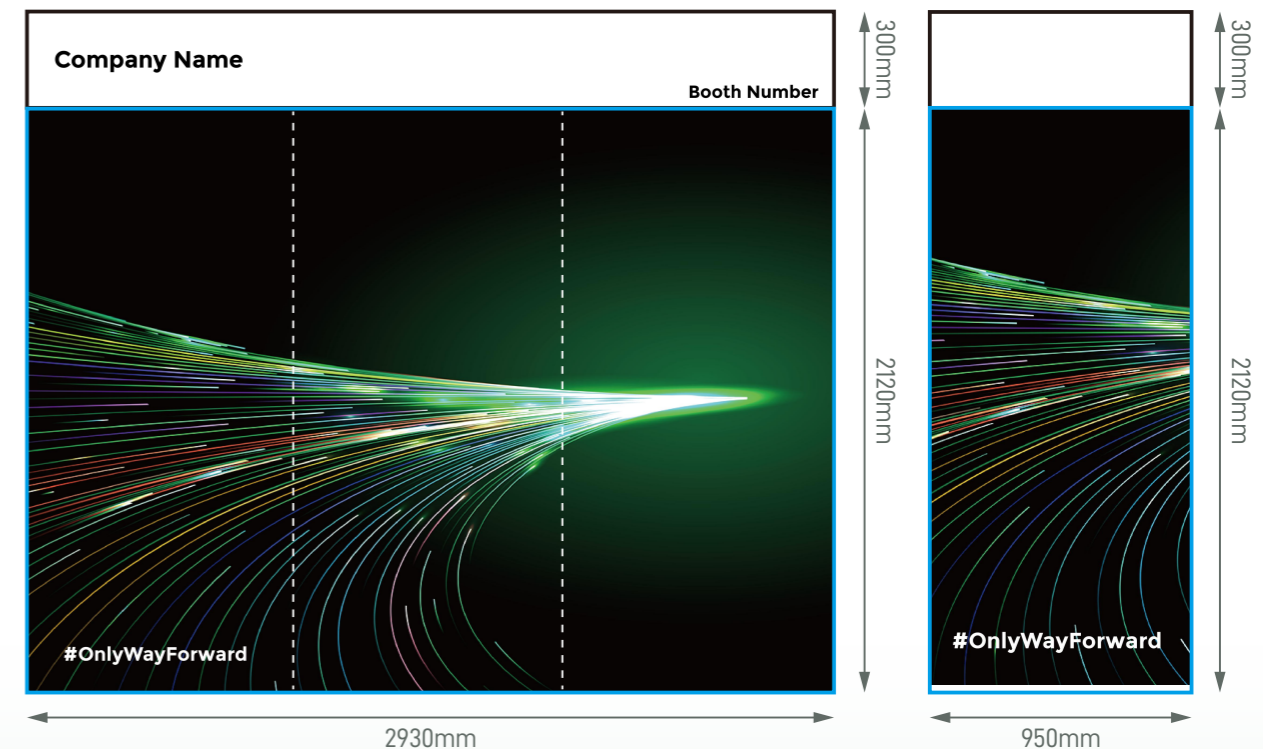 Company Name
Booth Number
300mm
300mm
2120mm
2120mm
#OnlyWayForward
#OnlyWayForward
2930mm
950mm